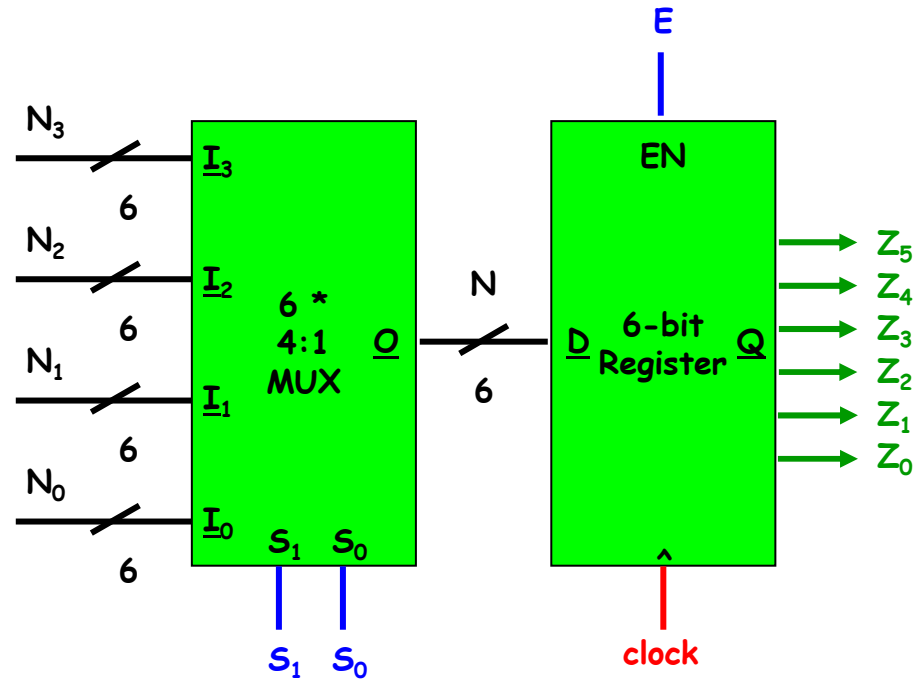 E
N₃
I₃
6
EN
N₂
I₂
6
6 *
4:1
MUX
O
N
6
D
6-bit
Register
Q
Z₅
Z₄
Z₃
Z₂
Z₁
Z₀
N₁
I₁
6
N₀
I₀
6
S₁ S₀
^
S₁ S₀
clock